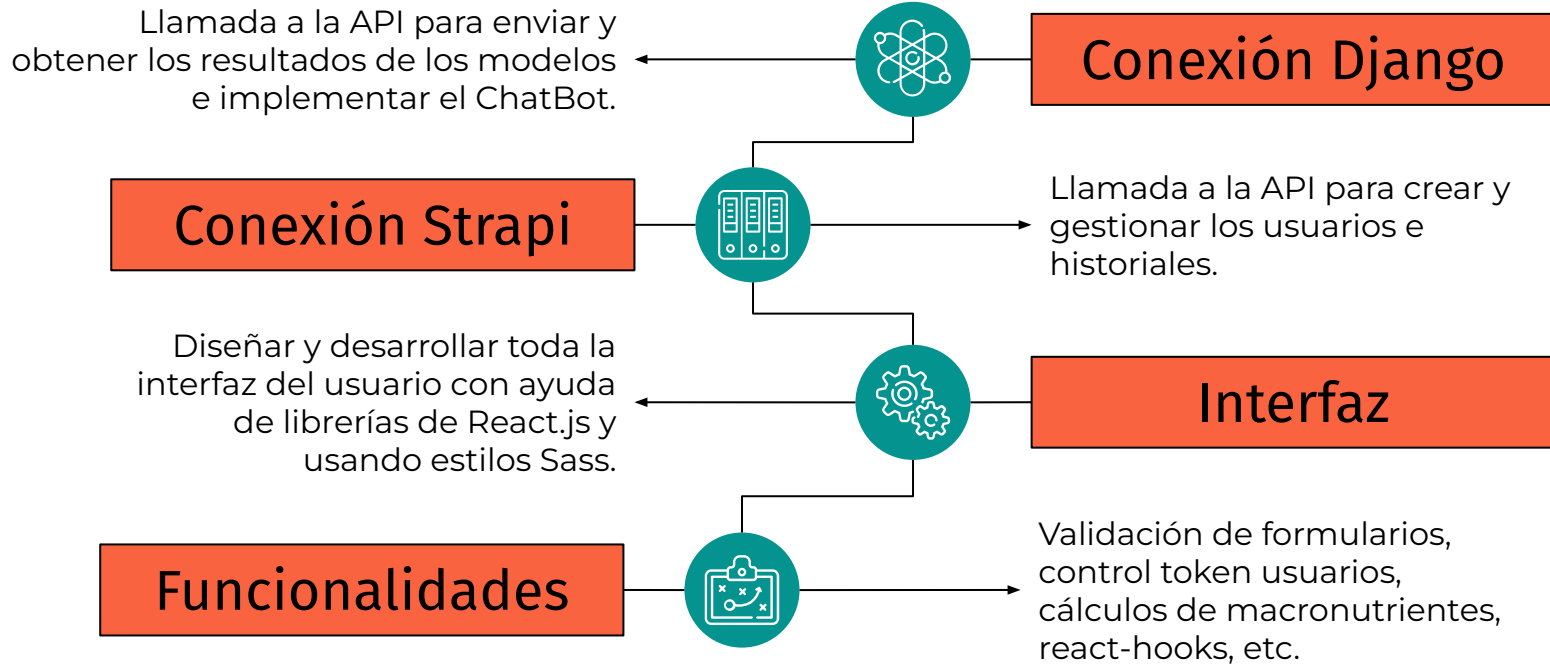 Llamada a la API para enviar y
obtener los resultados de los modelos
e implementar el ChatBot.
Conexión Django
Conexión Strapi
Llamada a la API para crear y
gestionar los usuarios e
historiales.
Diseñar y desarrollar toda la
interfaz del usuario con ayuda
de librerías de React.js y
usando estilos Sass.
Interfaz
Funcionalidades
Validación de formularios,
control token usuarios,
cálculos de macronutrientes,
react-hooks, etc.